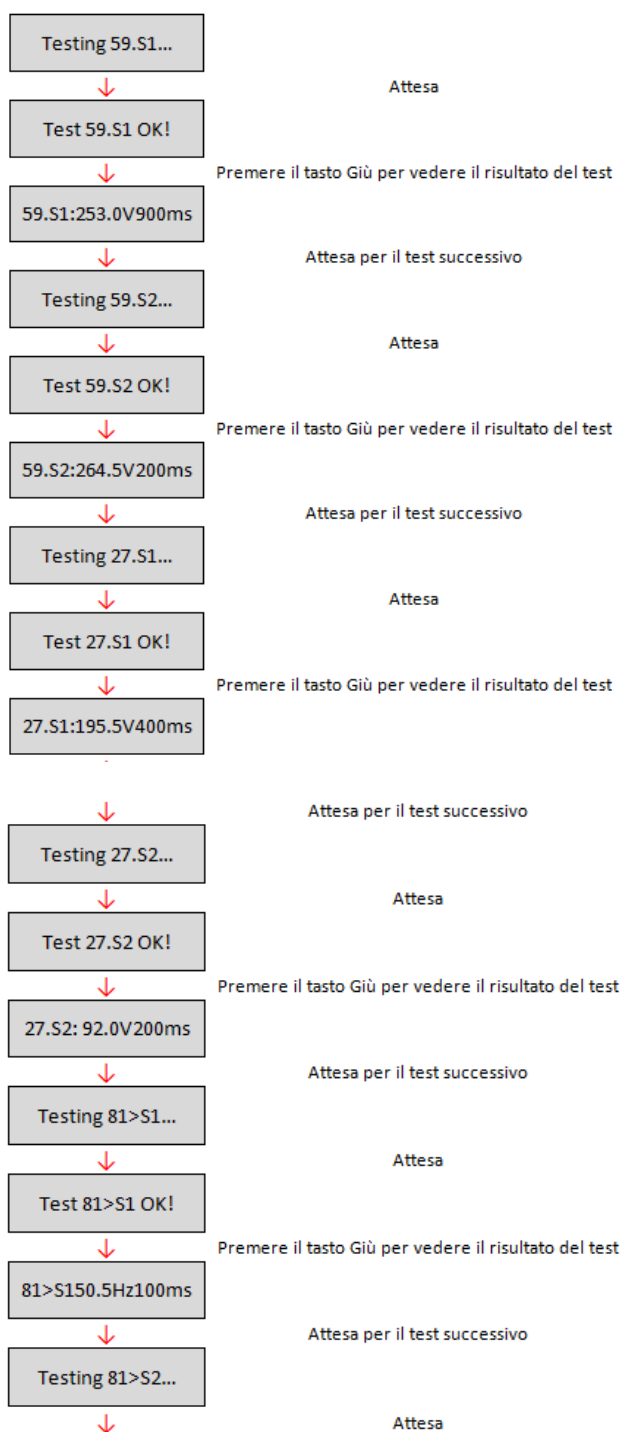 Testing 59.S1...
Attesa
Test 59.S1 OK!
Premere il tasto Giù per vedere il risultato del test
59.S1:253.0V900ms
Attesa per il test successivo
Testing 59.S2...
Attesa
Test 59.S2 OK!
Premere il tasto Giù per vedere il risultato del test
59.S2:264.5V200ms
Attesa per il test successivo
Testing 27.S1...
Attesa
Test 27.S1 OK!
Premere il tasto Giù per vedere il risultato del test
27.S1:195.5V400ms
Attesa per il test successivo
Testing 27.S2...
Attesa
Test 27.S2 OK!
Premere il tasto Giù per vedere il risultato del test
27.S2: 92.0V200ms
Attesa per il test successivo
Testing 81>S1...
Attesa
Test 81>S1 OK!
Premere il tasto Giù per vedere il risultato del test
81>S150.5Hz100ms
Attesa per il test successivo
Testing 81>S2...
Attesa